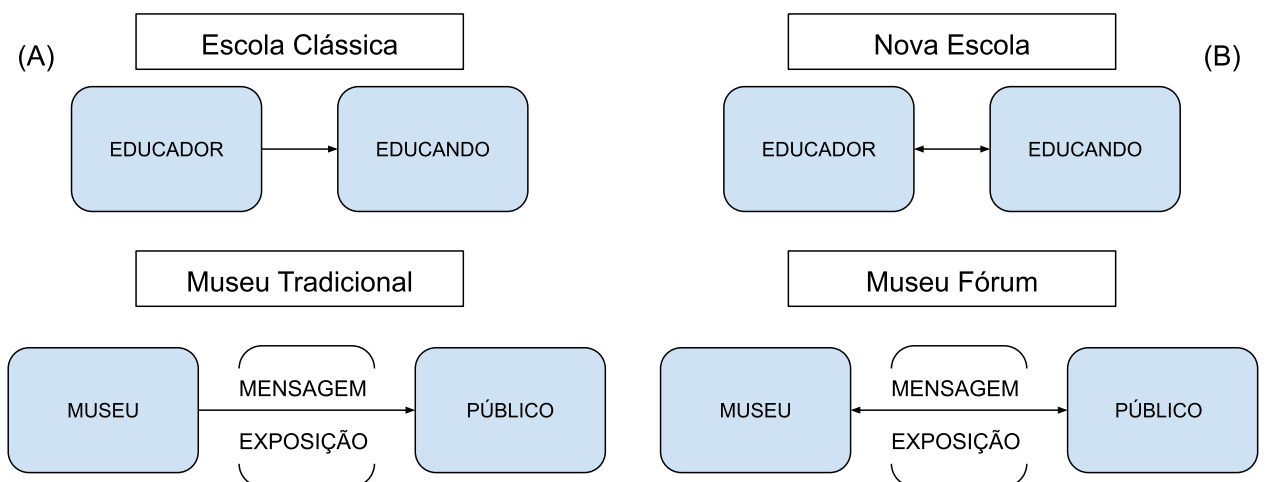 (A)
Escola Clássica
EDUCADOR
EDUCANDO
Museu Tradicional
MUSEU
MENSAGEM
EXPOSIÇÃO
PÚBLICO
Nova Escola
(B)
EDUCADOR
EDUCANDO
Museu Fórum
MUSEU
MENSAGEM
EXPOSIÇÃO
PÚBLICO